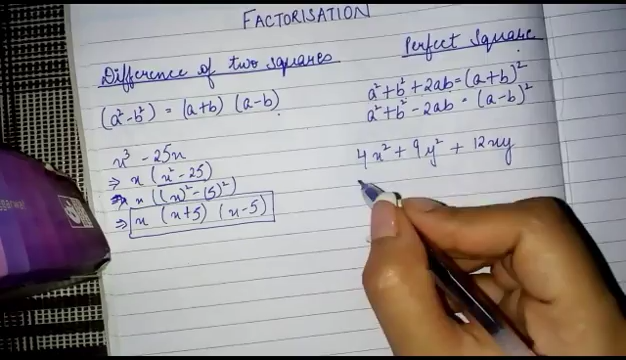 FACTORISATION
Difference of two squares
(a²-b²) = (a+b) (a-b)
x³ - 25x
⇒ x (x² - 25)
⇒ x ((x)² - (5)²)
⇒ x (x+5) (x-5)
Perfect Square
a² + b² + 2ab = (a+b)²
a² + b² - 2ab = (a-b)²
4x² + 9y² + 12xy